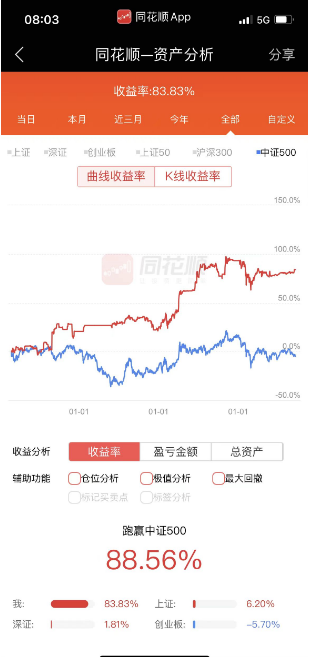 08:03 同花顺App 5G
同花顺—资产分析 分享
收益率:83.83%
当日 本月 近三月 今年 全部 自定义
上证 深证 创业板 上证50 沪深300 中证500
曲线收益率 K线收益率
150.0%
100.0%
同花顺
50.0%
0.0%
-50.0%
01-01 01-01 01-01
收益分析 收益率 盈亏金额 总资产
辅助功能 仓位分析 极值分析 最大回撤
标记买卖点 标签分析
跑赢中证500
88.56%
我: 83.83% 上证: 6.20%
深证: 1.81% 创业板: -5.70%